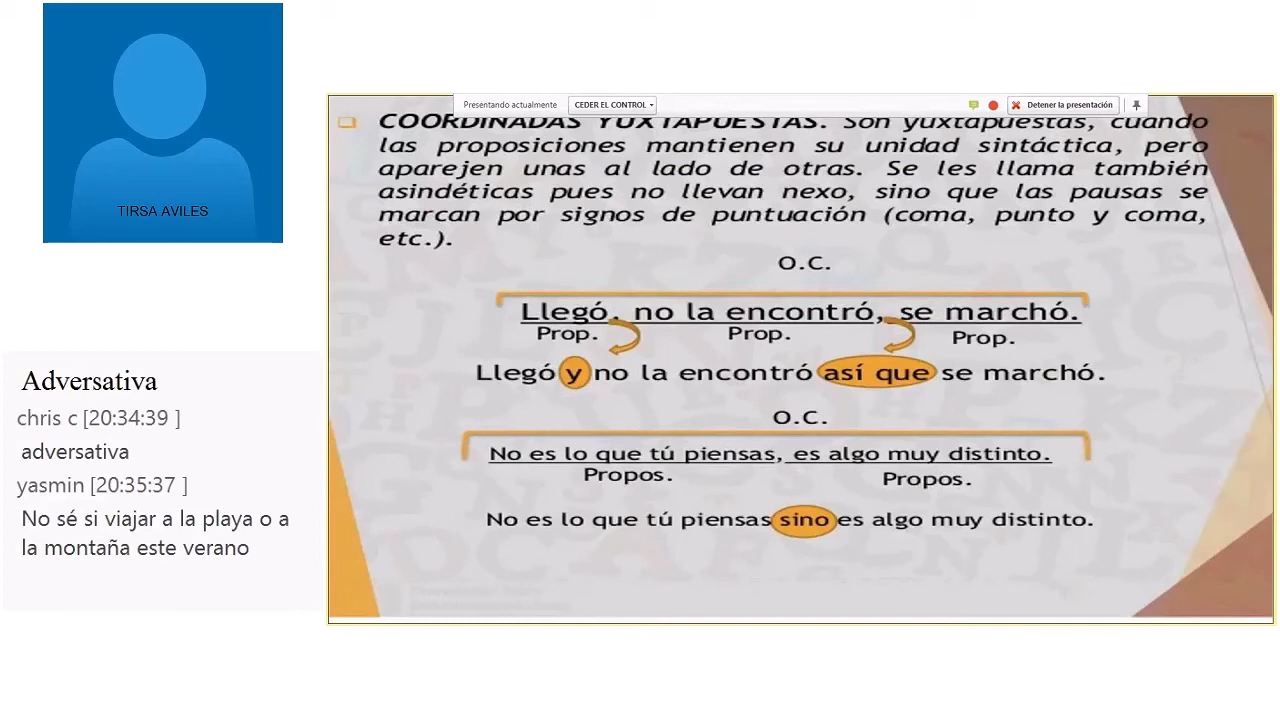 TIRSA AVILES
Adversativa
chris c [20:34:39 ]
adversativa
yasmin [20:35:37 ]
No sé si viajar a la playa o a
la montaña este verano
Presentando actualmente
CEDER EL CONTROL
Detener la presentación
COORDINADAS YUXTAPUESTAS. Son yuxtapuestas, cuando
las proposiciones mantienen su unidad sintáctica, pero
aparejen unas al lado de otras. Se les llama también
asindéticas pues no llevan nexo, sino que las pausas se
marcan por signos de puntuación (coma, punto y coma,
etc.).
O.C.
Llegó, no la encontró, se marchó.
Prop. Prop. Prop.
Llegó y no la encontró así que se marchó.
O.C.
No es lo que tú piensas, es algo muy distinto.
Propos. Propos.
No es lo que tú piensas sino es algo muy distinto.